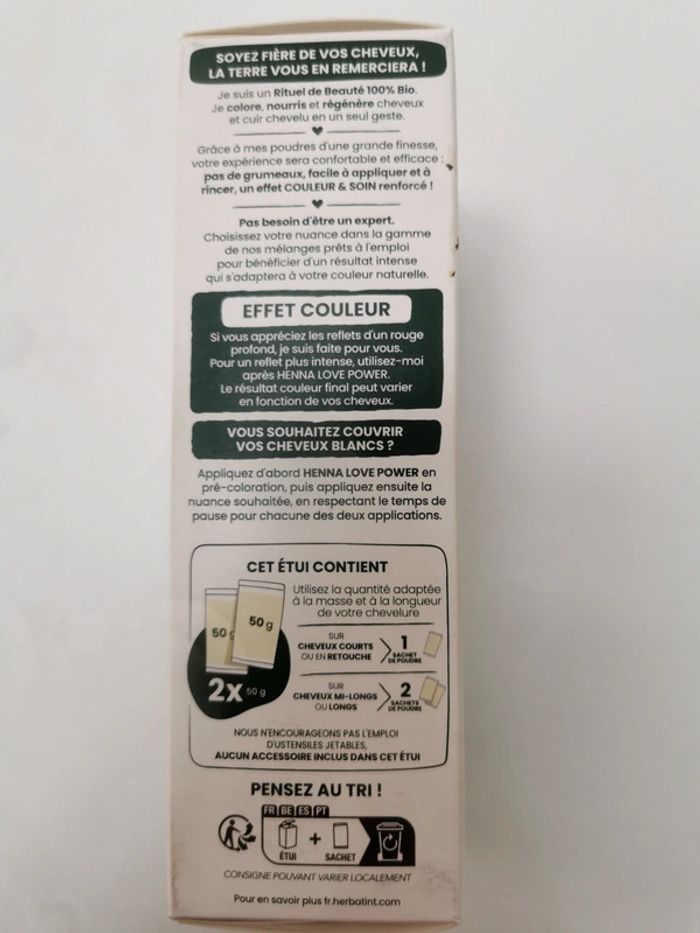 SOYEZ FIÈRE DE VOS CHEVEUX,
LA TERRE VOUS EN REMERCIERA !
Je suis un Rituel de Beauté 100% Bio.
Je colore, nourris et régénère cheveux
et cuir chevelu en un seul geste.
Grâce à mes poudres d'une grande finesse,
votre expérience sera confortable et efficace :
pas de grumeaux, facile à appliquer et à
rincer, un effet COULEUR & SOIN renforcé !
Pas besoin d'être un expert.
Choisissez votre nuance dans la gamme
de nos mélanges prêts à l'emploi
pour bénéficier d'un résultat intense
qui s'adaptera à votre couleur naturelle.
EFFET COULEUR
Si vous appréciez les reflets d'un rouge
profond, je suis faite pour vous.
Pour un reflet plus intense, utilisez-moi
après HENNA LOVE POWER.
Le résultat couleur final peut varier
en fonction de vos cheveux.
VOUS SOUHAITEZ COUVRIR
VOS CHEVEUX BLANCS ?
Appliquez d'abord HENNA LOVE POWER en
pré-coloration, puis appliquez ensuite la
nuance souhaitée, en respectant le temps de
pause pour chacune des deux applications.
CET ÉTUI CONTIENT
Utilisez la quantité adaptée
à la masse et à la longueur
de votre chevelure
50 g
50 g
2x 50 g
SUR
CHEVEUX COURTS
OU EN RETOUCHE
1
SACHET
DE POUDRE
SUR
CHEVEUX MI-LONGS
OU LONGS
2
SACHETS
DE POUDRE
NOUS N'ENCOURAGEONS PAS L'EMPLOI
D'USTENSILES JETABLES,
AUCUN ACCESSOIRE INCLUS DANS CET ÉTUI
PENSEZ AU TRI !
FR BE ES PT
ÉTUI + SACHET
CONSIGNE POUVANT VARIER LOCALEMENT
Pour en savoir plus fr.herbatint.com